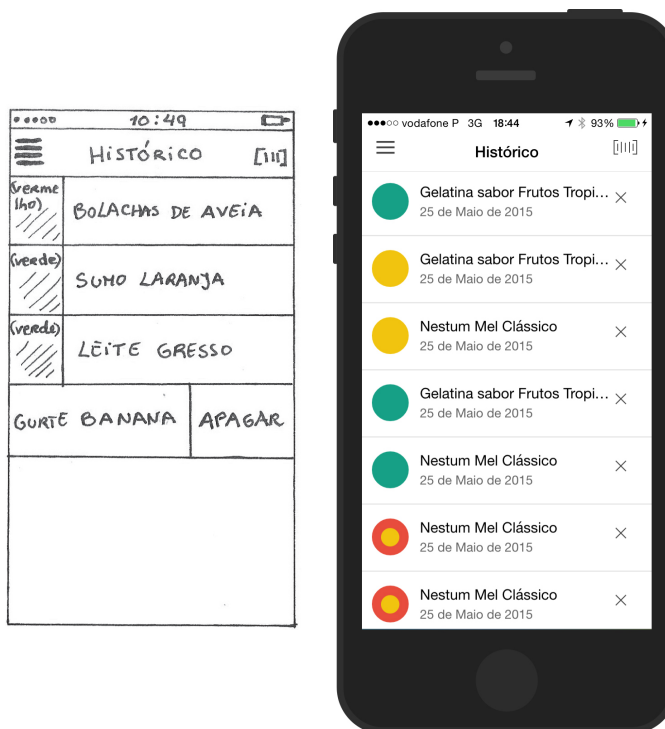 10:49
HISTÓRICO
(verme
lho)
BOLACHAS DE AVEIA
(verde)
SUMO LARANJA
(verde)
LEITE GRESSO
GURTE BANANA
APAGAR
vodafone P 3G 18:44 93%
Histórico
Gelatina sabor Frutos Tropi...
25 de Maio de 2015
Gelatina sabor Frutos Tropi...
25 de Maio de 2015
Nestum Mel Clássico
25 de Maio de 2015
Gelatina sabor Frutos Tropi...
25 de Maio de 2015
Nestum Mel Clássico
25 de Maio de 2015
Nestum Mel Clássico
25 de Maio de 2015
Nestum Mel Clássico
25 de Maio de 2015